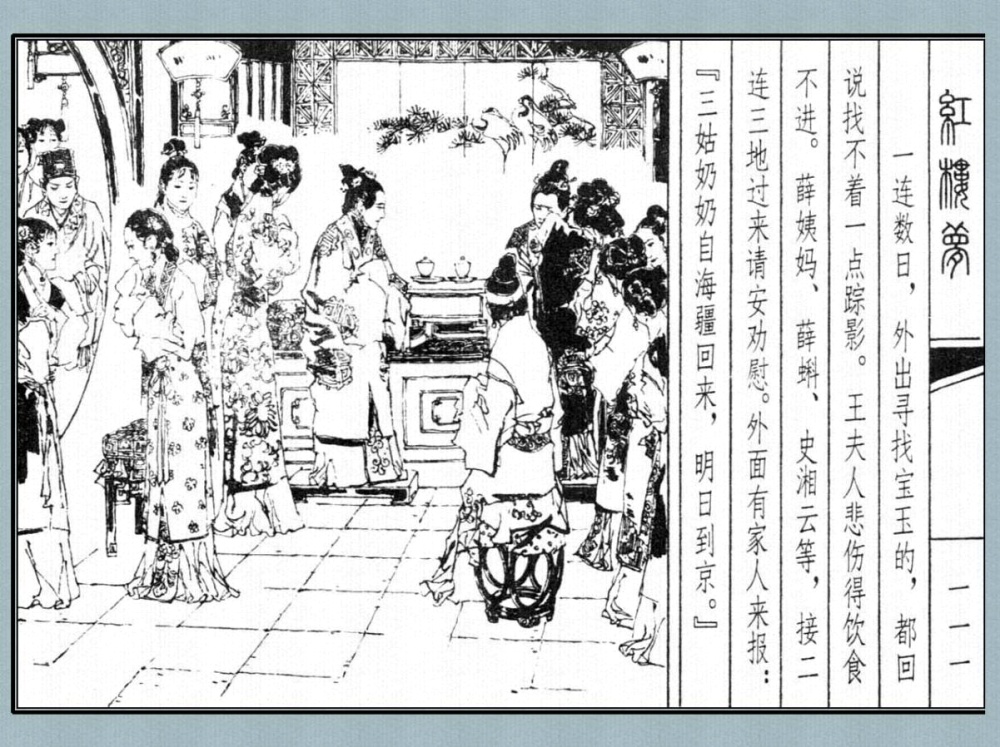 紅樓夢
一连数日，外出寻找宝玉的，都回
说找不着一点踪影。王夫人悲伤得饮食
不进。薛姨妈、薛蝌、史湘云等，接二
连三地过来请安劝慰。外面有家人来报：
『三姑奶奶自海疆回来，明日到京。』
一一一